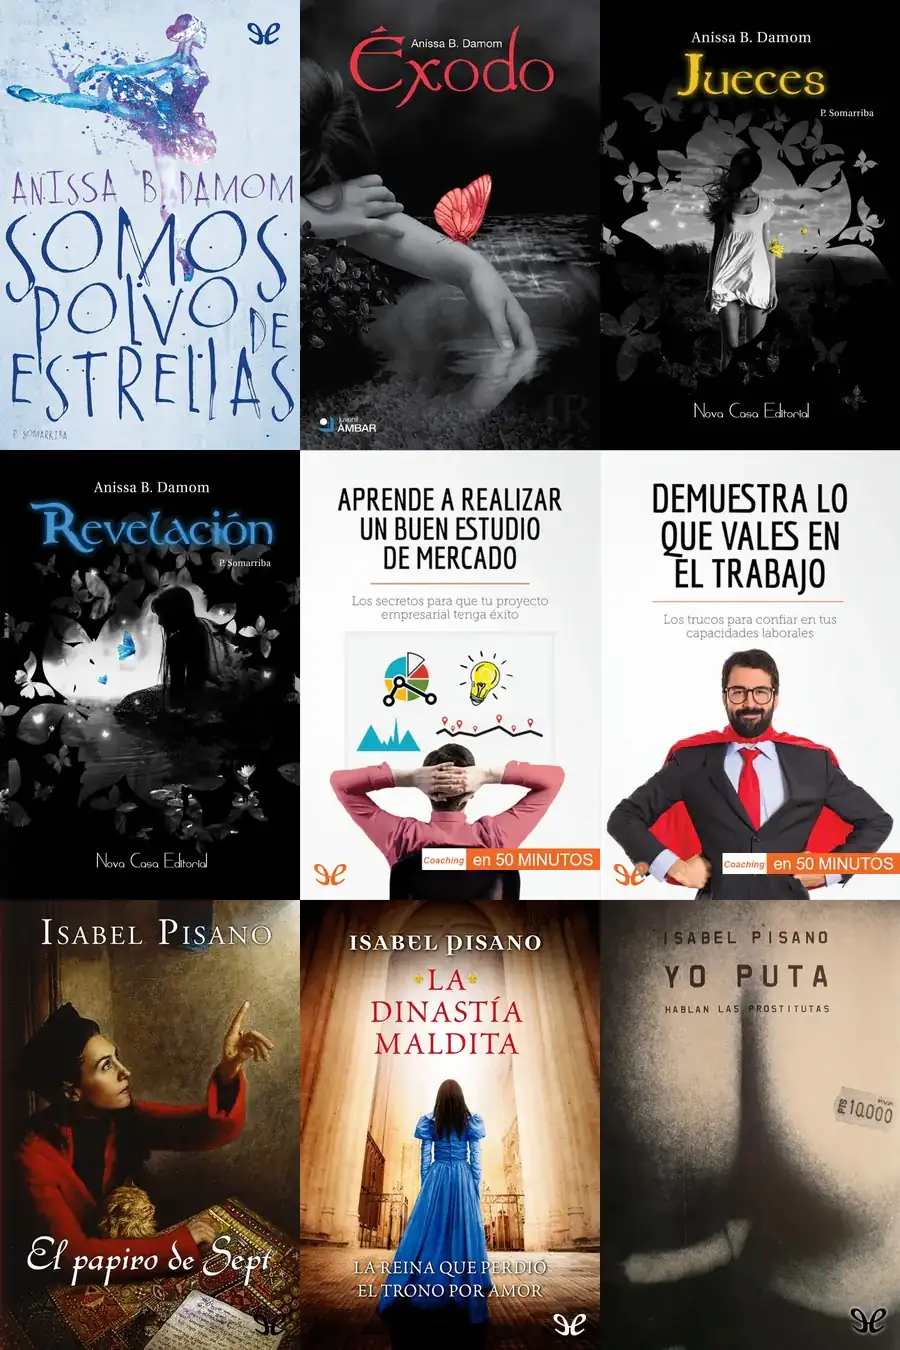 ANISSA B. DAMOM
SOMOS
POLVO
DE
ESTRELLAS
P. SOMARRIBA
Anissa B. Damom
Éxodo
juvenil
ÁMBAR
Anissa B. Damom
Jueces
P. Somarriba
Nova Casa Editorial
Anissa B. Damom
Revelación
P. Somarriba
Nova Casa Editorial
APRENDE A REALIZAR
UN BUEN ESTUDIO
DE MERCADO
Los secretos para que tu proyecto
empresarial tenga éxito
Coaching en 50 MINUTOS
DEMUESTRA LO
QUE VALES EN
EL TRABAJO
Los trucos para confiar en tus
capacidades laborales
Coaching en 50 MINUTOS
ISABEL PISANO
El papiro de Sept
ISABEL PISANO
LA
DINASTÍA
MALDITA
LA REINA QUE PERDIÓ
EL TRONO POR AMOR
ISABEL PISANO
YO PUTA
HABLAN LAS PROSTITUTAS
PTS 10.000